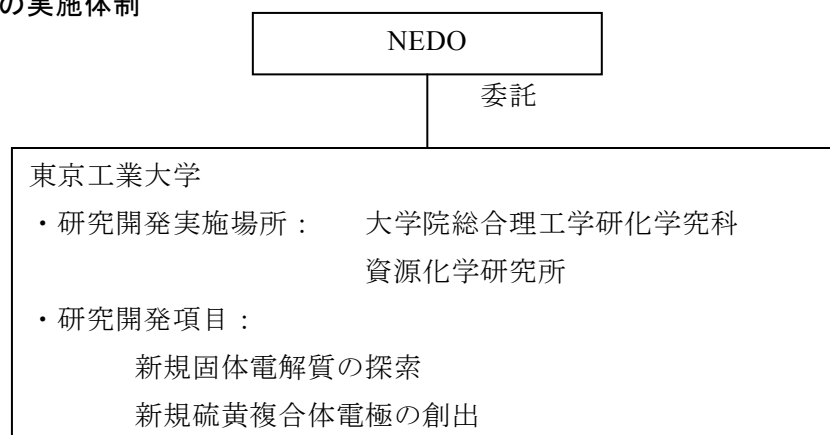 の実施体制
NEDO
委託
東京工業大学
・研究開発実施場所： 大学院総合理工学研化学究科
資源化学研究所
・研究開発項目：
新規固体電解質の探索
新規硫黄複合体電極の創出